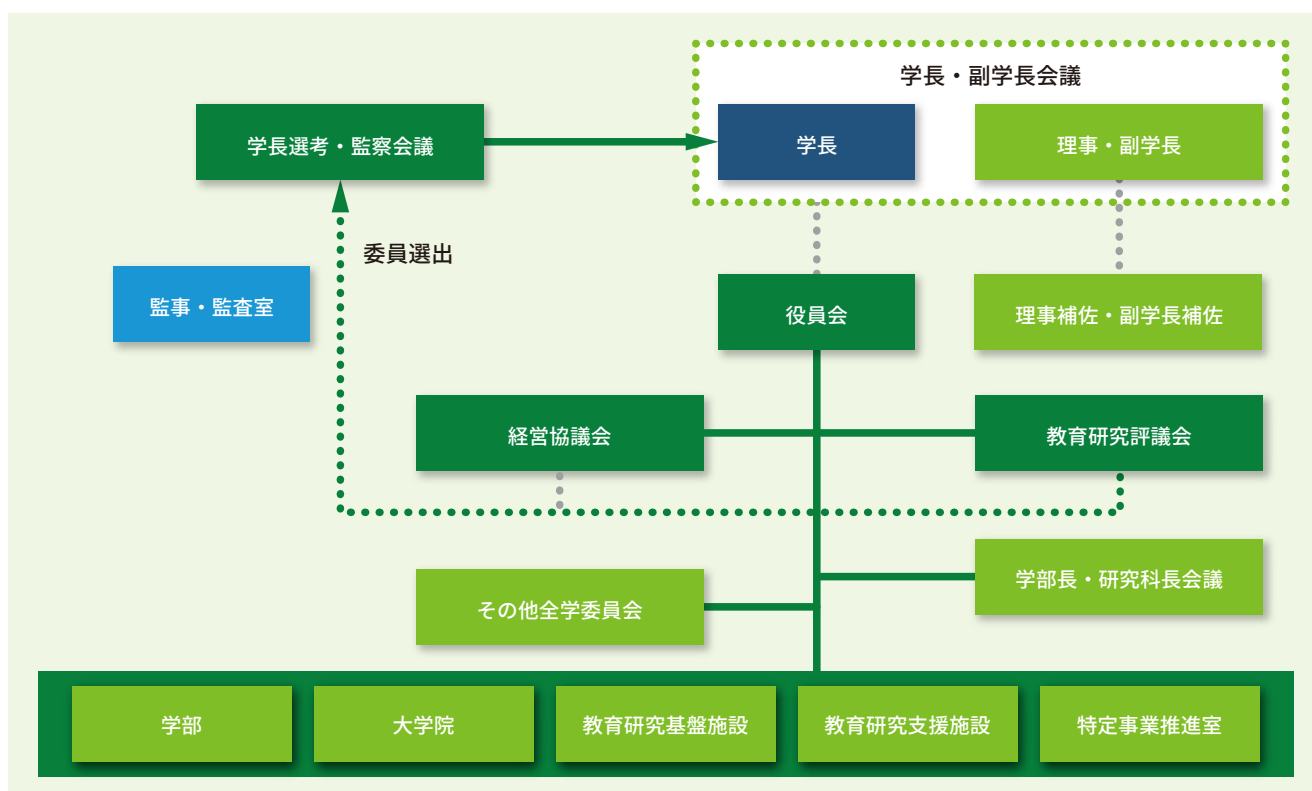 学長・副学長会議
学長選考・監察会議
学長
理事・副学長
委員選出
監事・監査室
役員会
理事補佐・副学長補佐
経営協議会
教育研究評議会
学部長・研究科長会議
その他全学委員会
学部
大学院
教育研究基盤施設
教育研究支援施設
特定事業推進室